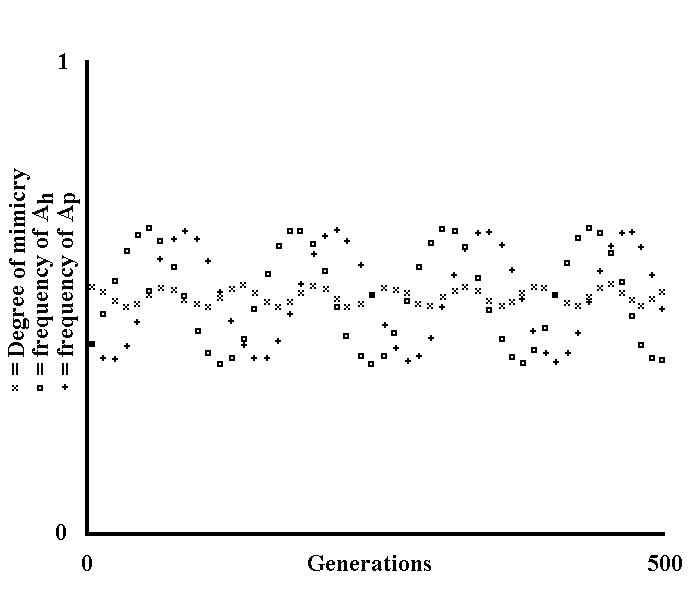 1
× = Degree of mimicry
□ = frequency of Ah
+ = frequency of Ap
0
0 Generations 500